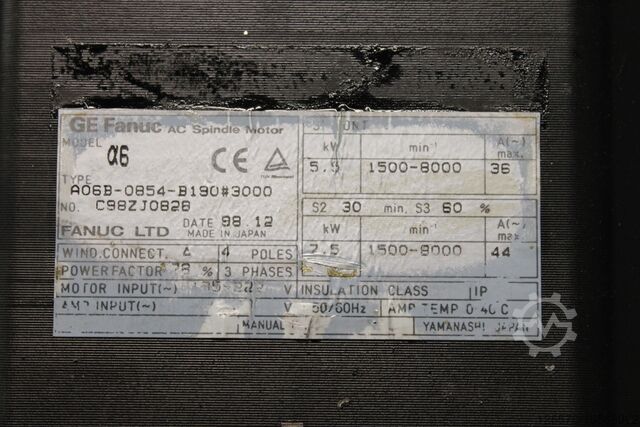 GE Fanuc AC Spindle Motor
MODEL α6
TYPE
A06B-0854-B190#3000
NO. C98ZJ0828
DATE 98.12
FANUC LTD MADE IN JAPAN
WIND.CONNECT. 4 POLES
POWERFACTOR % 3 PHASES
MOTOR INPUT(~) V INSULATION CLASS IP
AMP INPUT(~) V 50/60Hz AMP TEMP 0 40°C
MANUAL YAMANASHI JAPAN
CONT
kW min⁻¹ A(~) max.
5.5 1500-8000 36
S2 30 min. S3 60 %
kW min⁻¹ A(~) max.
7.5 1500-8000 44